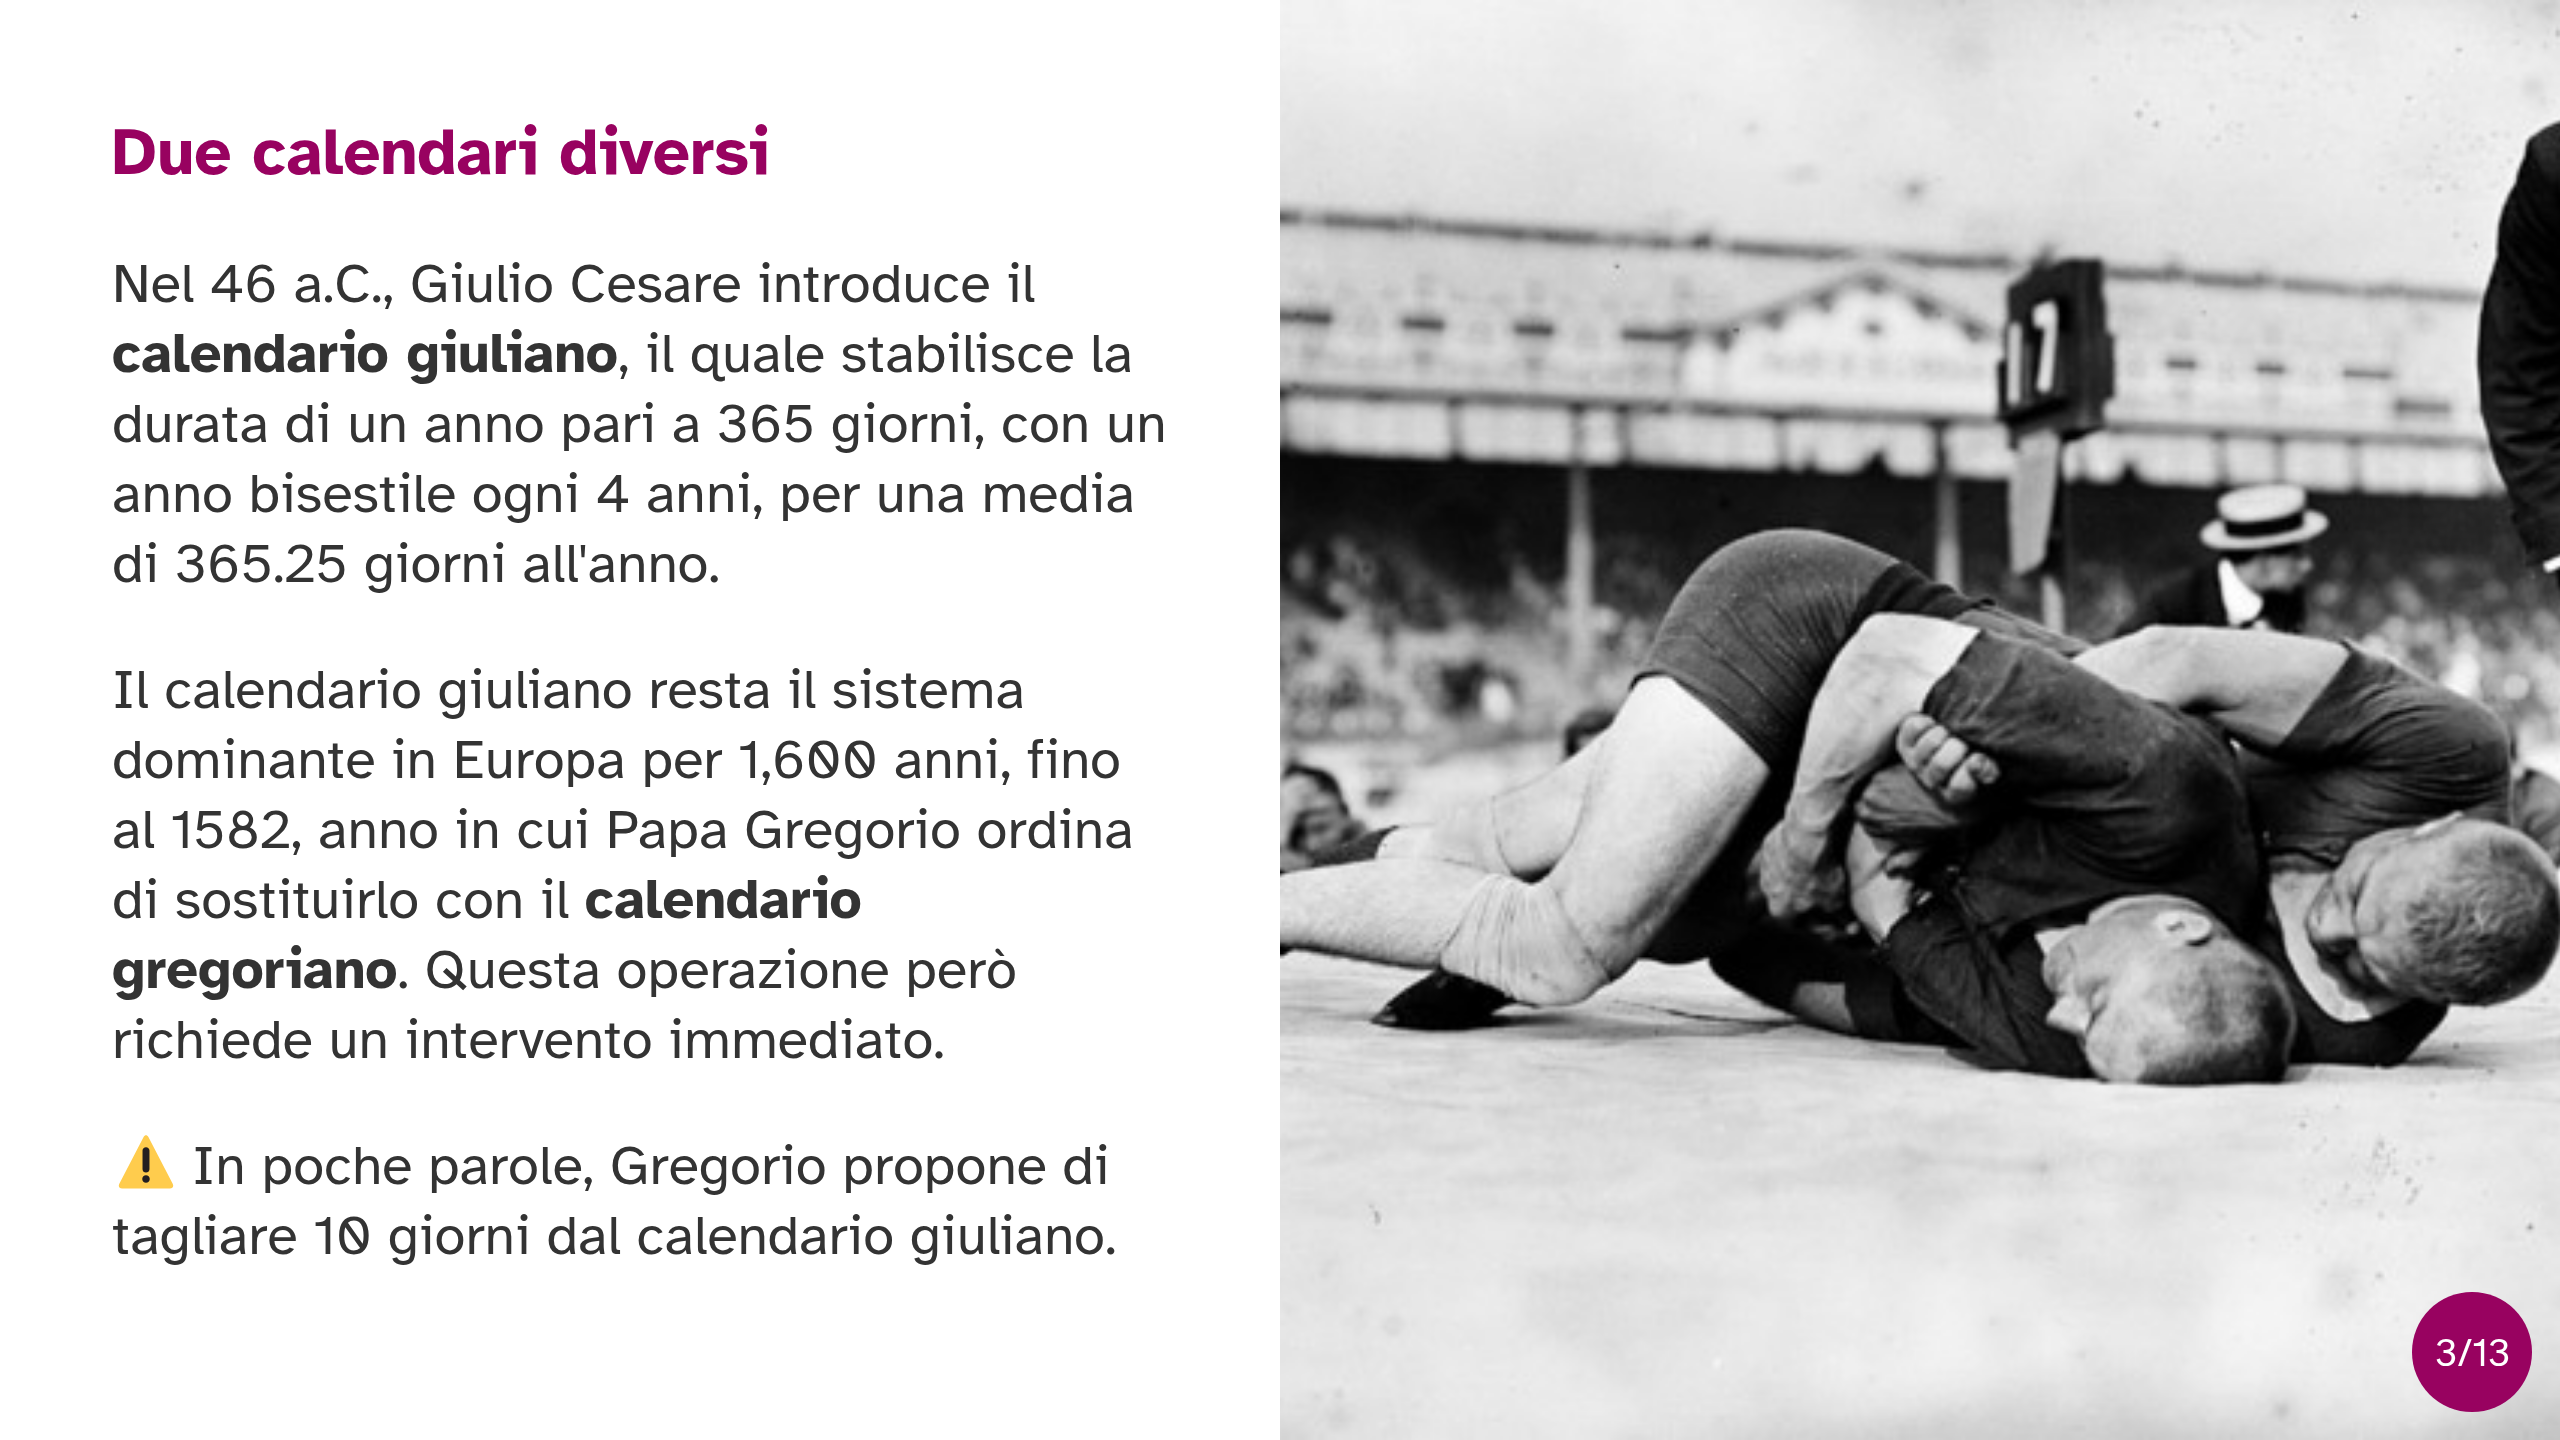 Due calendari diversi
Nel 46 a.C., Giulio Cesare introduce il
calendario giuliano, il quale stabilisce la
durata di un anno pari a 365 giorni, con un
anno bisestile ogni 4 anni, per una media
di 365.25 giorni all'anno.
Il calendario giuliano resta il sistema
dominante in Europa per 1,600 anni, fino
al 1582, anno in cui Papa Gregorio ordina
di sostituirlo con il calendario
gregoriano. Questa operazione però
richiede un intervento immediato.
⚠️ In poche parole, Gregorio propone di
tagliare 10 giorni dal calendario giuliano.
17
3/13